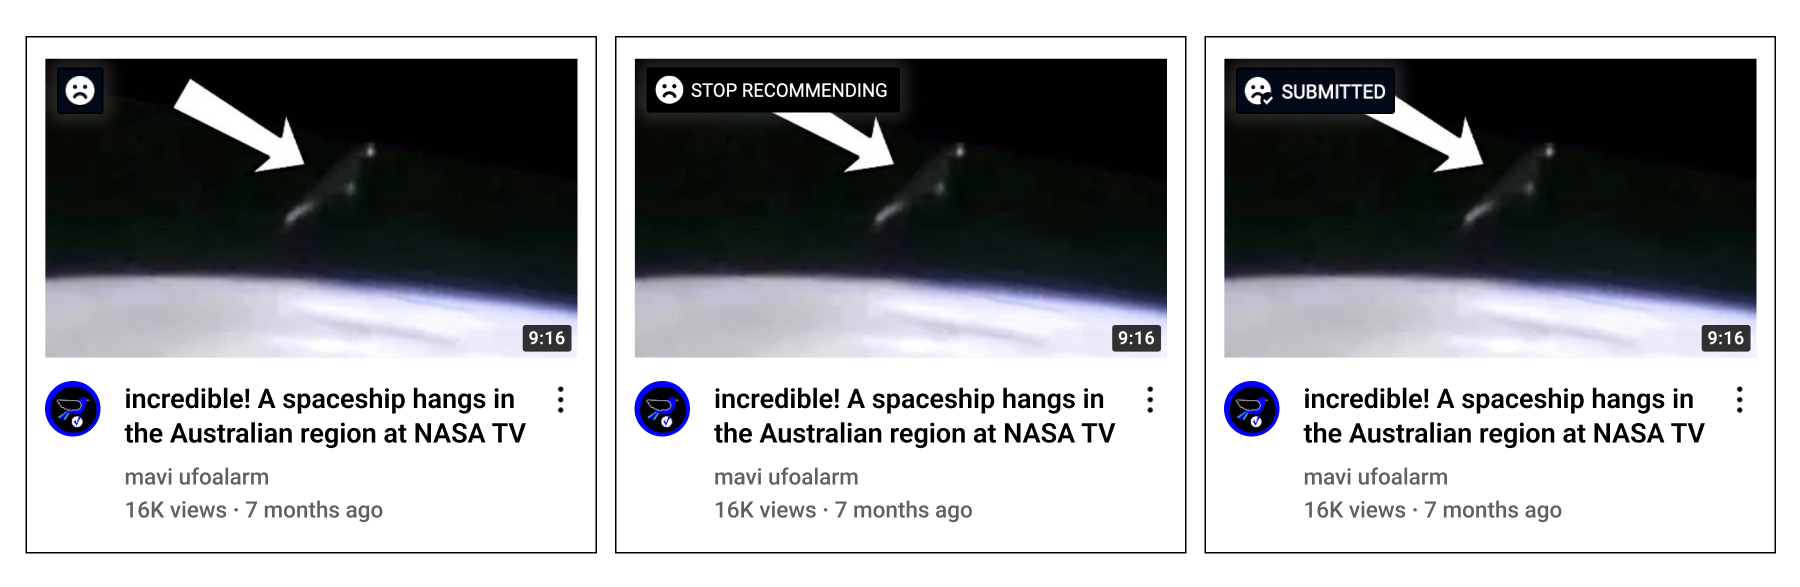 9:16
incredible! A spaceship hangs in
the Australian region at NASA TV
mavi ufoalarm
16K views · 7 months ago
STOP RECOMMENDING
9:16
incredible! A spaceship hangs in
the Australian region at NASA TV
mavi ufoalarm
16K views · 7 months ago
SUBMITTED
9:16
incredible! A spaceship hangs in
the Australian region at NASA TV
mavi ufoalarm
16K views · 7 months ago